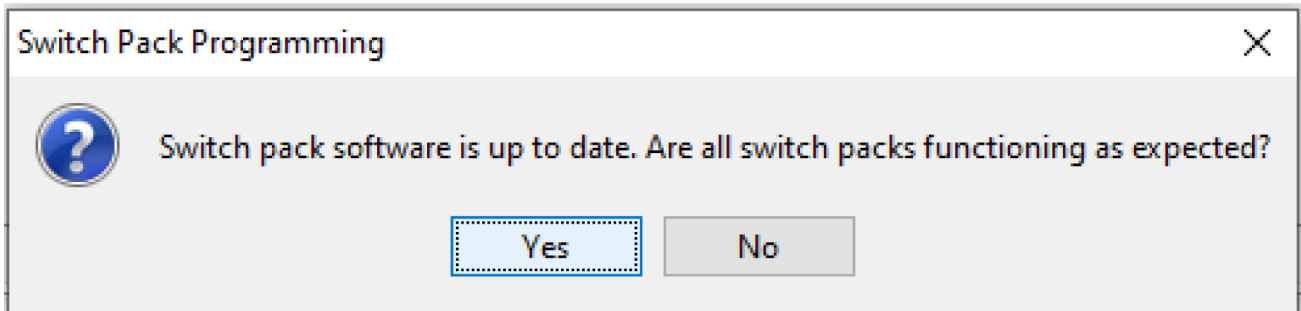 Switch Pack Programming
Switch pack software is up to date. Are all switch packs functioning as expected?
Yes
No